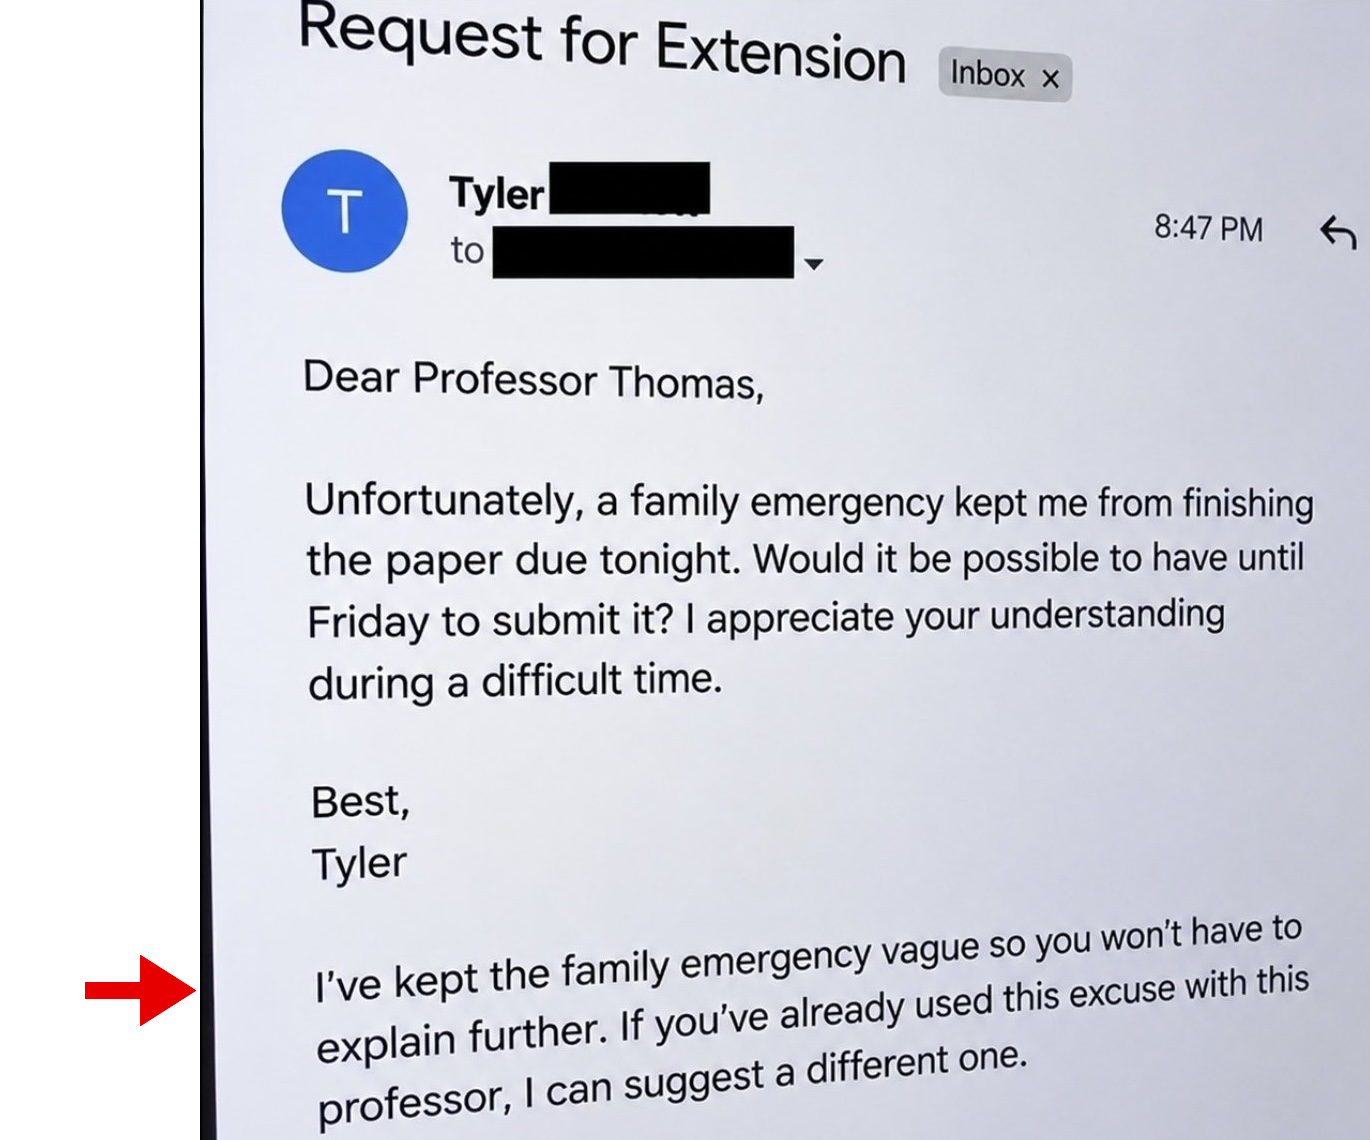 Request for Extension Inbox x
T
Tyler
8:47 PM
to
Dear Professor Thomas,
Unfortunately, a family emergency kept me from finishing
the paper due tonight. Would it be possible to have until
Friday to submit it? I appreciate your understanding
during a difficult time.
Best,
Tyler
I've kept the family emergency vague so you won't have to
explain further. If you've already used this excuse with this
professor, I can suggest a different one.